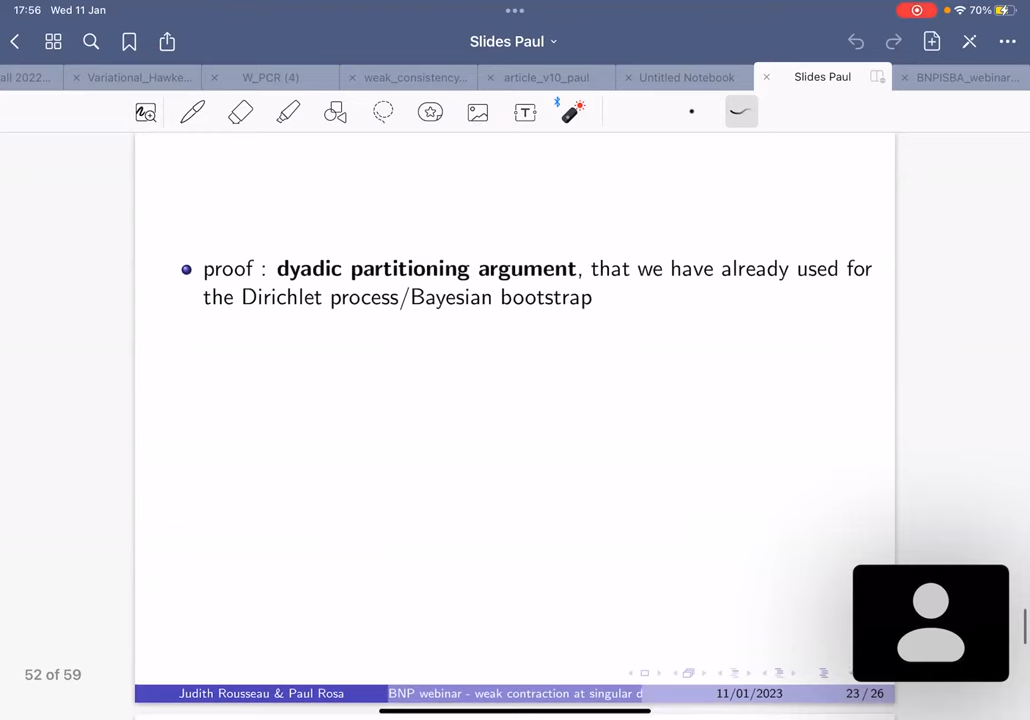 17:56 Wed 11 Jan
70%
Slides Paul
all 2022...
Variational_Hawke...
W_PCR (4)
weak_consistency...
article_v10_paul
Untitled Notebook
Slides Paul
BNPISBA_webinar...
proof : dyadic partitioning argument, that we have already used for
the Dirichlet process/Bayesian bootstrap
52 of 59
Judith Rousseau & Paul Rosa
BNP webinar - weak contraction at singular d
11/01/2023
23 / 26